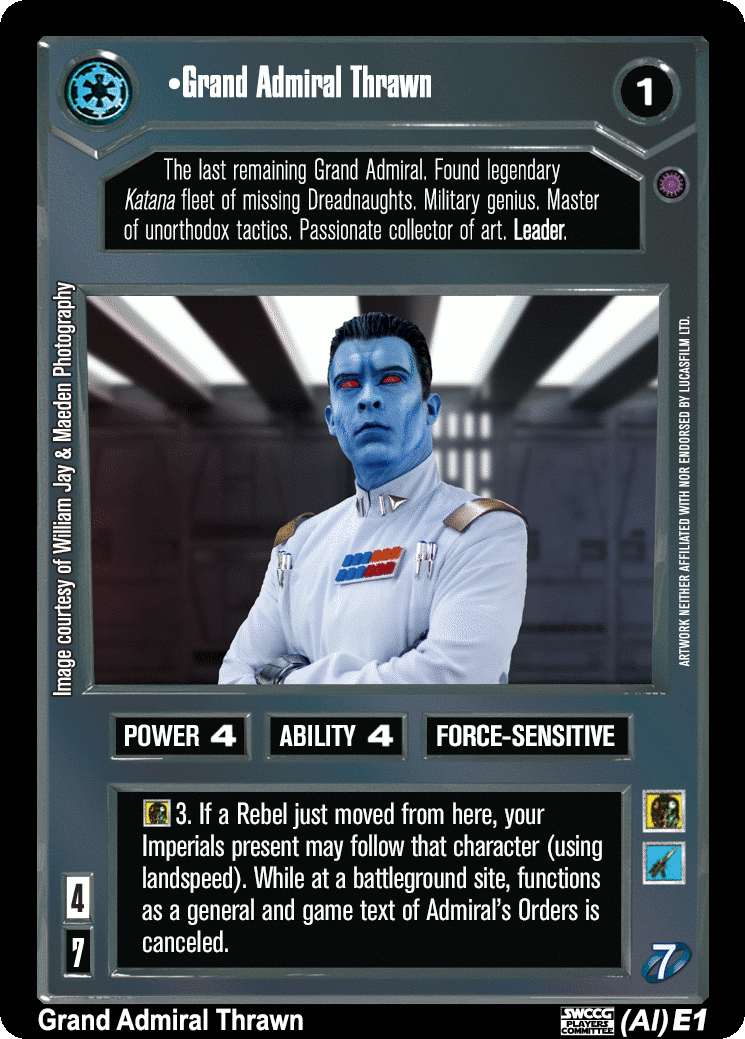 •Grand Admiral Thrawn
1
The last remaining Grand Admiral. Found legendary
Katana fleet of missing Dreadnaughts. Military genius. Master
of unorthodox tactics. Passionate collector of art. Leader.
Image courtesy of William Jay & Maeden Photography
ARTWORK NEITHER AFFILIATED WITH NOR ENDORSED BY LUCASFILM LTD.
POWER 4
ABILITY 4
FORCE-SENSITIVE
3. If a Rebel just moved from here, your
Imperials present may follow that character (using
landspeed). While at a battleground site, functions
as a general and game text of Admiral's Orders is
canceled.
4
7
7
Grand Admiral Thrawn
SWCCG
PLAYERS
COMMITTEE
(AI) E1